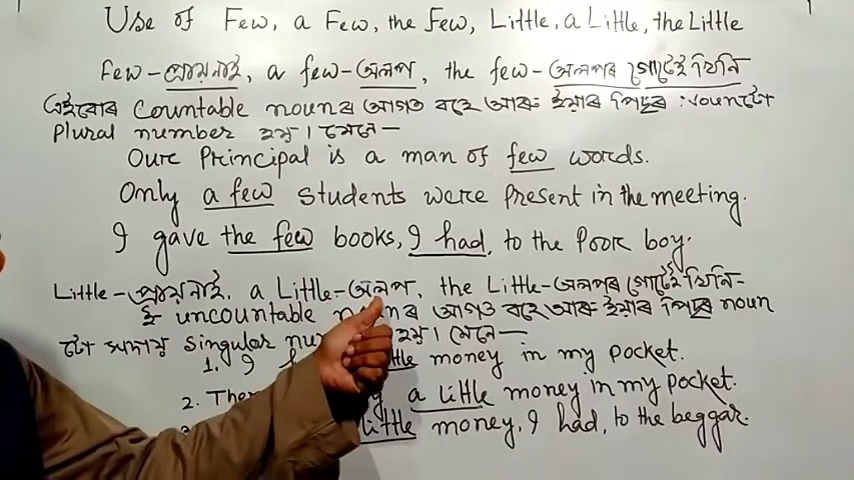 Use of Few, a Few, the Few, Little, a Little, the Little
Few-প্ৰায়নাই, a few-অলপ, the few-অলপৰ গোটেই খিনি
এইবোৰ Countable nounৰ আগত বহে আৰু ইয়াৰ পিছৰ nounটো
Plural number হয়। যেনে—
Our Principal is a man of few words.
Only a few students were present in the meeting.
I gave the few books, I had, to the poor boy.
Little-প্ৰায়নাই, a Little-অলপ, the Little-অলপৰ গোটেই খিনি-
ই uncountable nounৰ আগত বহে আৰু ইয়াৰ পিছৰ noun
টো সদায় singular হয়। যেনে—
1. I little money in my pocket.
2. a little money in my pocket.
little money, I had, to the beggar.